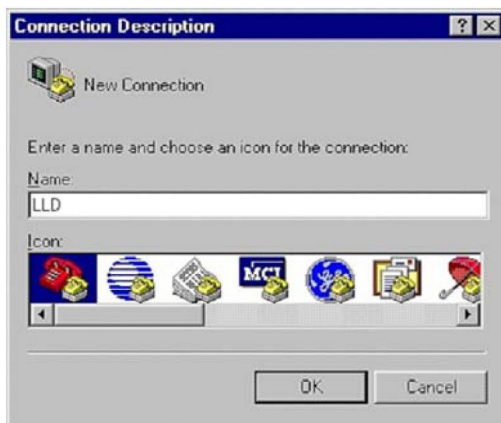 Connection Description
New Connection
Enter a name and choose an icon for the connection:
Name:
LLD
Icon:
MCI
OK
Cancel